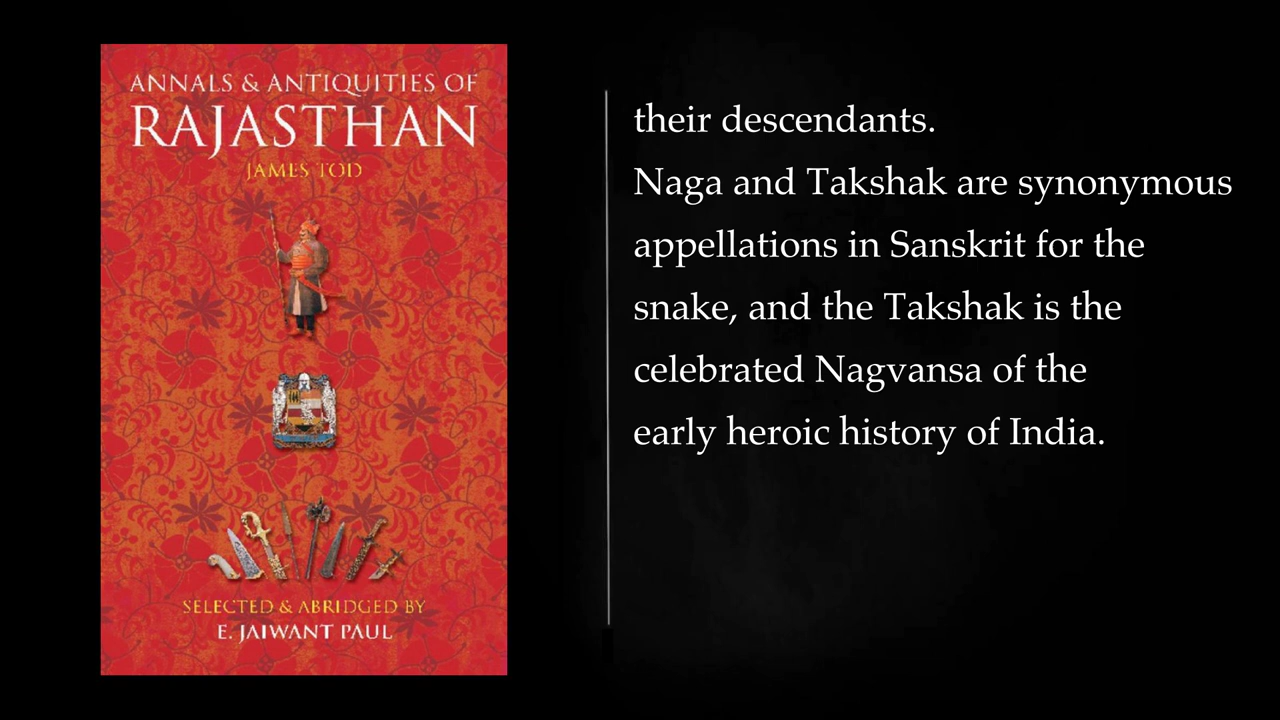 ANNALS & ANTIQUITIES OF
RAJASTHAN
JAMES TOD
SELECTED & ABRIDGED BY
E. JAIWANT PAUL
their descendants.
Naga and Takshak are synonymous
appellations in Sanskrit for the
snake, and the Takshak is the
celebrated Nagvansa of the
early heroic history of India.